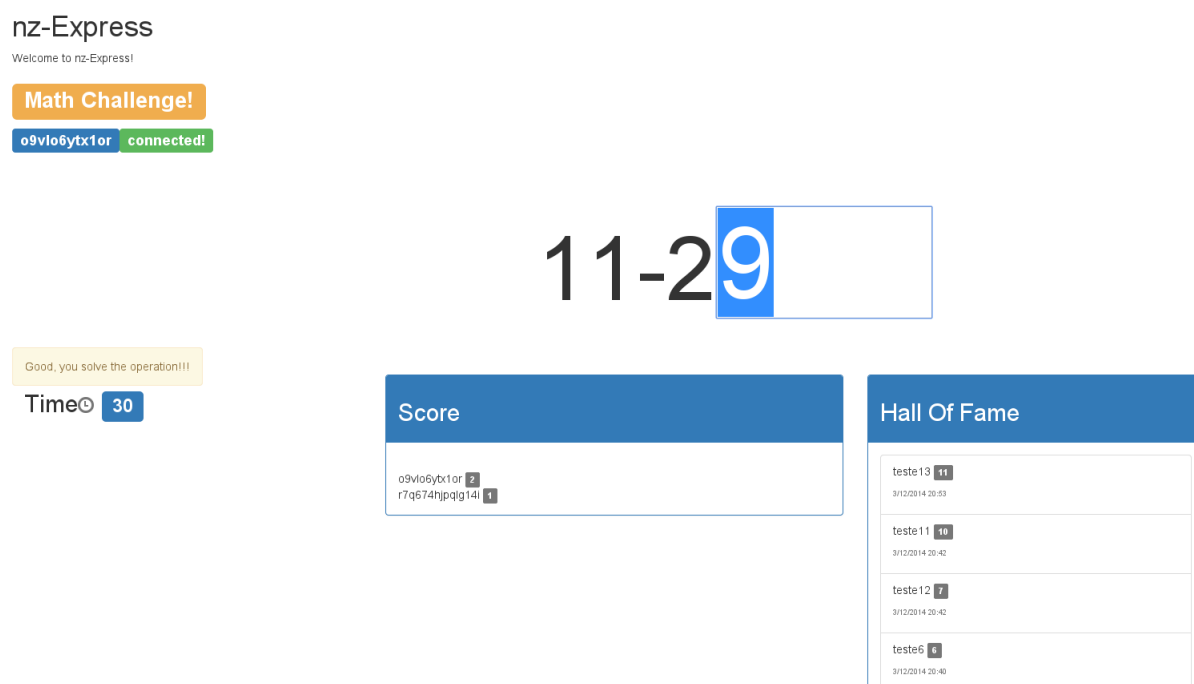 nz-Express
Welcome to nz-Express!
Math Challenge!
o9vlo6ytx1or connected!
11-2 9
Good, you solve the operation!!!
Time 30
Score
o9vlo6ytx1or 2
r7q674hjpqlg14i 1
Hall Of Fame
teste13 11
3/12/2014 20:53
teste11 10
3/12/2014 20:42
teste12 7
3/12/2014 20:42
teste6 6
3/12/2014 20:40